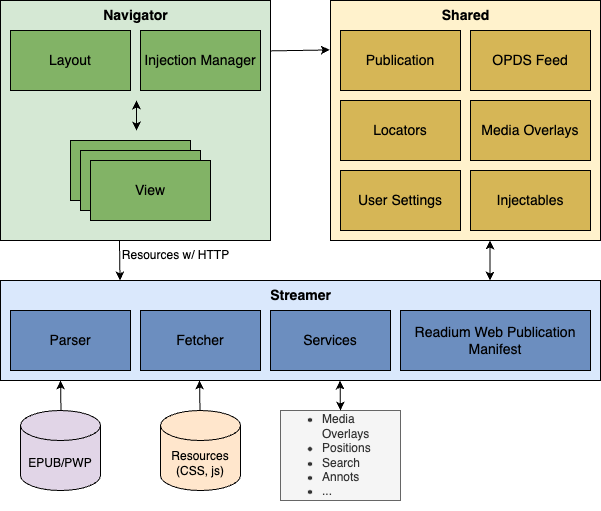 Navigator
Layout
Injection Manager
View
Shared
Publication
OPDS Feed
Locators
Media Overlays
User Settings
Injectables
Resources w/ HTTP
Streamer
Parser
Fetcher
Services
Readium Web Publication
Manifest
EPUB/PWP
Resources
(CSS, js)
• Media
Overlays
• Positions
• Search
• Annots
• ...